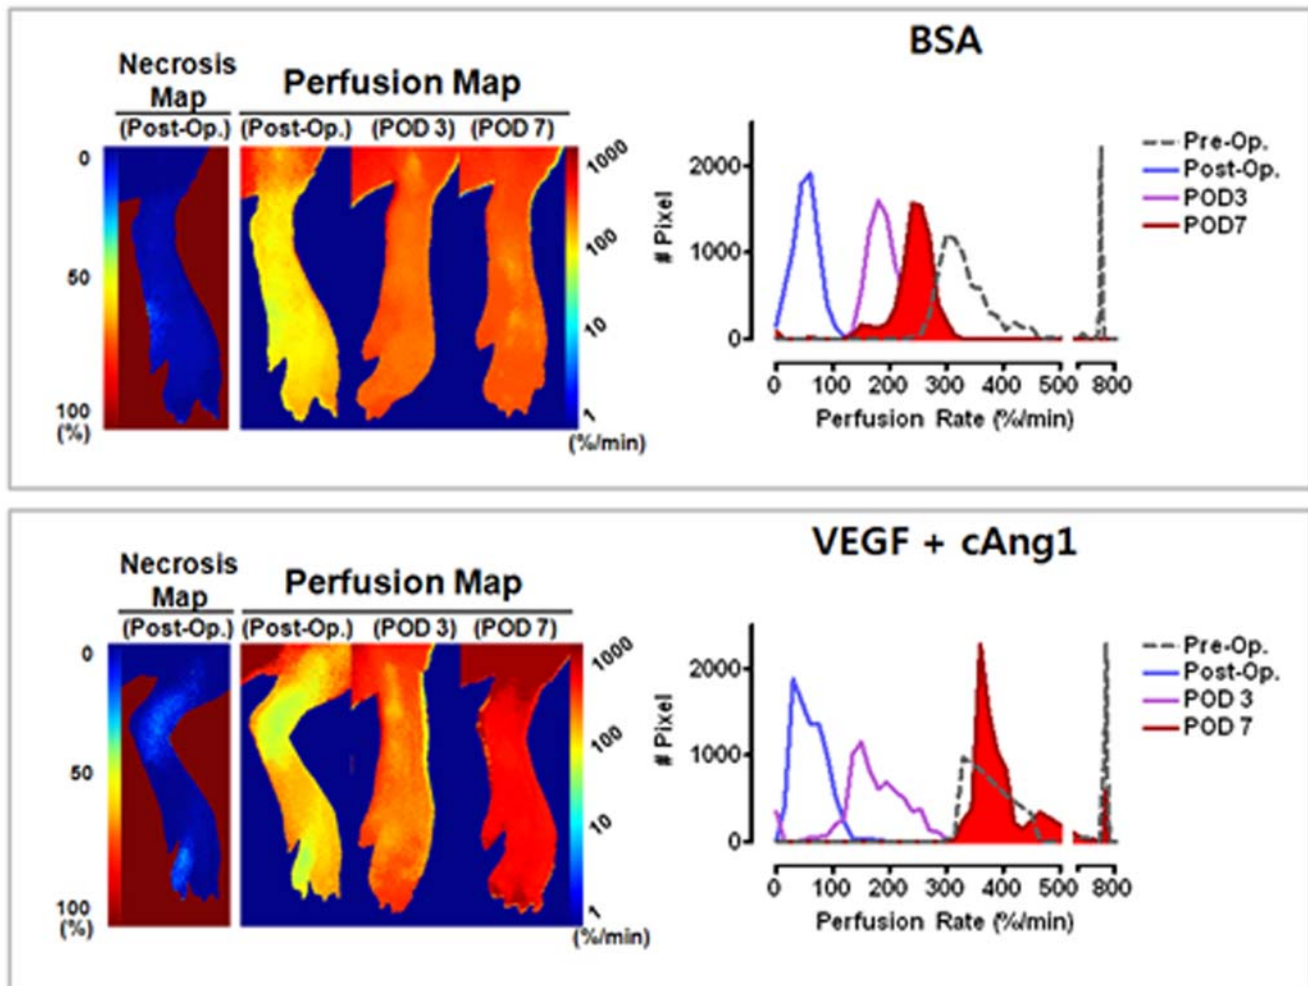 BSA
Necrosis
Map
Perfusion Map
(Post-Op.) (Post-Op.) (POD 3) (POD 7)
0
50
100
(%)
1000
100
10
1
(%/min)
# Pixel
2000
1000
0
0 100 200 300 400 500 800
Perfusion Rate (%/min)
Pre-Op.
Post-Op.
POD3
POD7
VEGF + cAng1
Necrosis
Map
Perfusion Map
(Post-Op.) (Post-Op.) (POD 3) (POD 7)
0
50
100
(%)
1000
100
10
1
(%/min)
# Pixel
2000
1000
0
0 100 200 300 400 500 800
Perfusion Rate (%/min)
Pre-Op.
Post-Op.
POD 3
POD 7